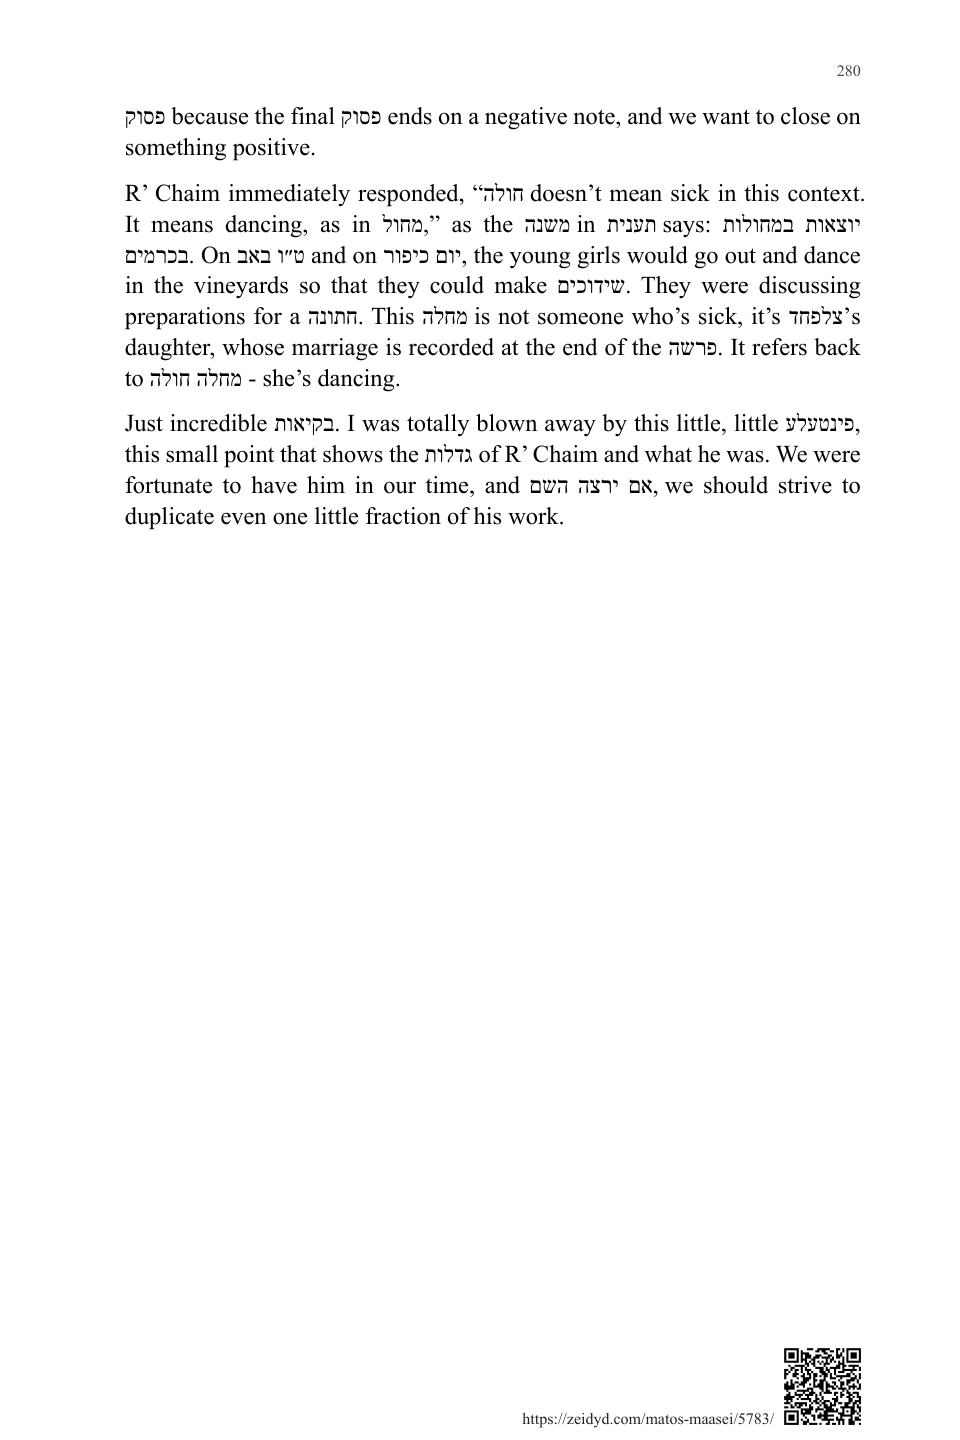 280
פסוק because the final פסוק ends on a negative note, and we want to close on
something positive.
R’ Chaim immediately responded, “חולה doesn’t mean sick in this context.
It means dancing, as in מחול,” as the משנה in תענית says: יוצאות במחולות
בכרמים. On ט״ו באב and on יום כיפור, the young girls would go out and dance
in the vineyards so that they could make שידוכים. They were discussing
preparations for a חתונה. This מחלה is not someone who’s sick, it’s צלפחד’s
daughter, whose marriage is recorded at the end of the פרשה. It refers back
to מחלה חולה - she’s dancing.
Just incredible בקיאות. I was totally blown away by this little, little פינטעלע,
this small point that shows the גדלות of R’ Chaim and what he was. We were
fortunate to have him in our time, and אם ירצה השם, we should strive to
duplicate even one little fraction of his work.
https://zeidyd.com/matos-maasei/5783/